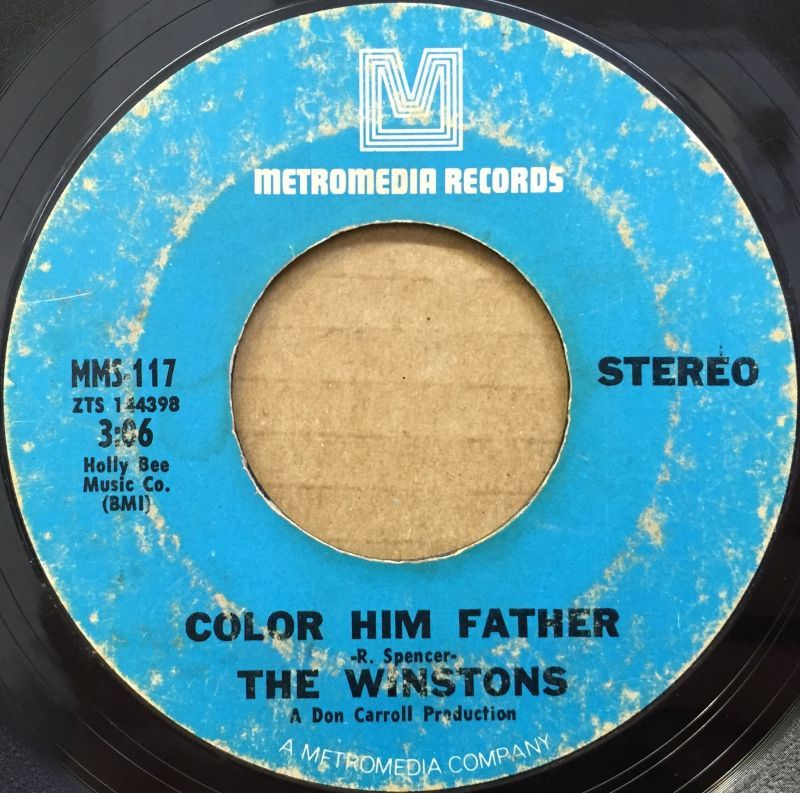 M
METROMEDIA RECORDS
MMS-117
ZTS 144398
3:06
Holly Bee
Music Co.
(BMI)
STEREO
COLOR HIM FATHER
-R. Spencer-
THE WINSTONS
A Don Carroll Production
A METROMEDIA COMPANY